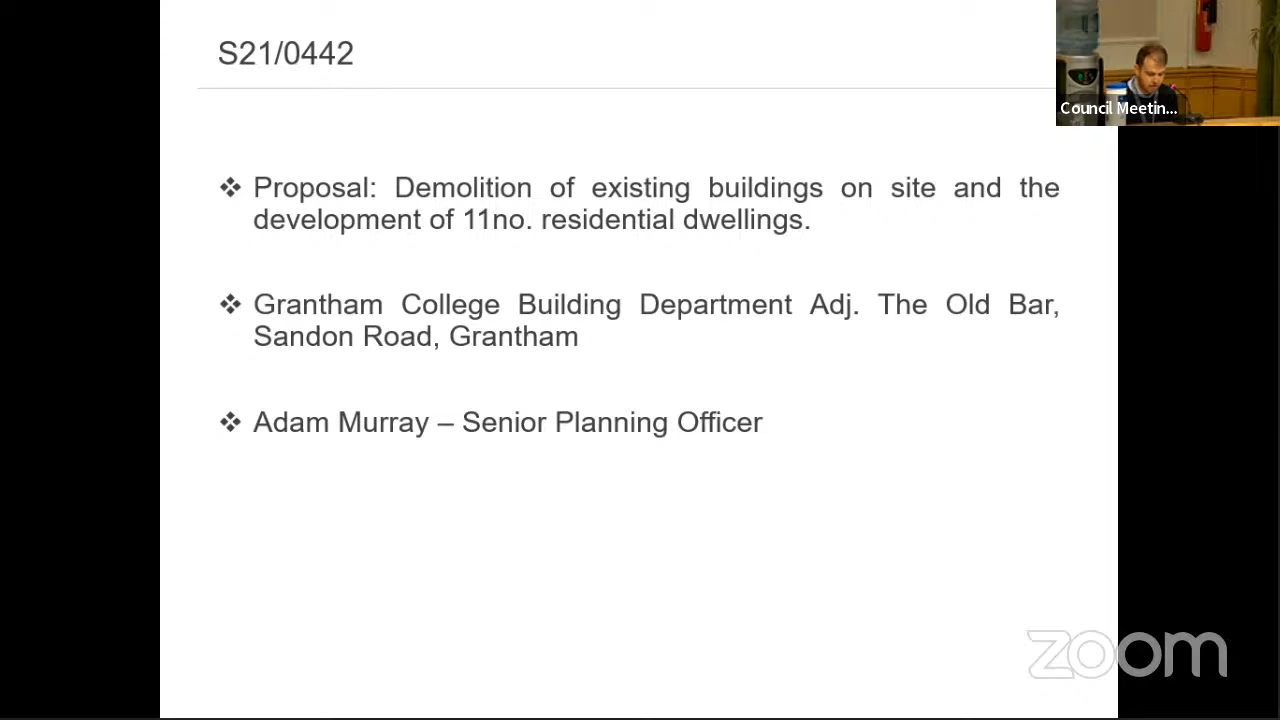 S21/0442
Council Meetin...
❖ Proposal: Demolition of existing buildings on site and the
development of 11no. residential dwellings.
❖ Grantham College Building Department Adj. The Old Bar,
Sandon Road, Grantham
❖ Adam Murray – Senior Planning Officer
zoom